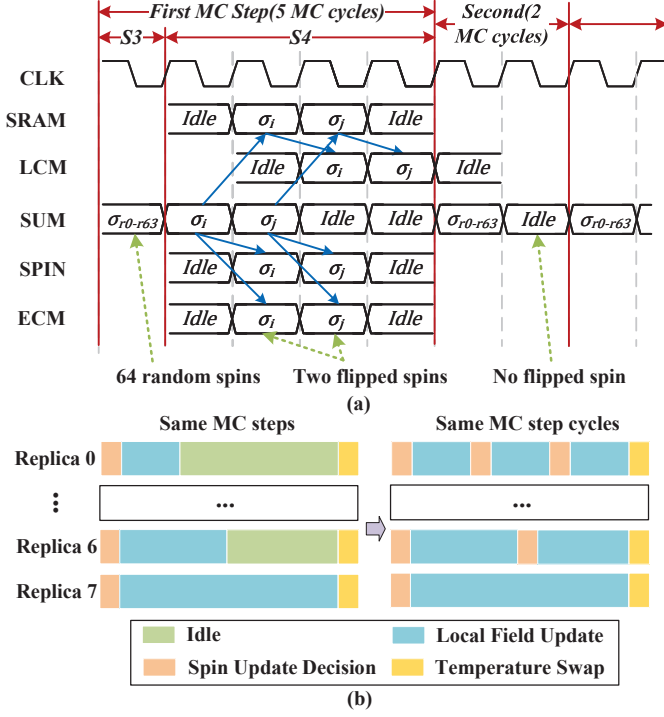 First MC Step(5 MC cycles) Second(2
S3 S4 MC cycles)
CLK
SRAM Idle σi σj Idle
LCM Idle σi σj Idle
SUM σr0-r63 σi σj Idle Idle σr0-r63 Idle σr0-r63
SPIN Idle σi σj Idle
ECM Idle σi σj Idle
64 random spins Two flipped spins No flipped spin
(a)
Same MC steps Same MC step cycles
Replica 0
... ... ...
Replica 6
Replica 7
Idle Local Field Update
Spin Update Decision Temperature Swap
(b)